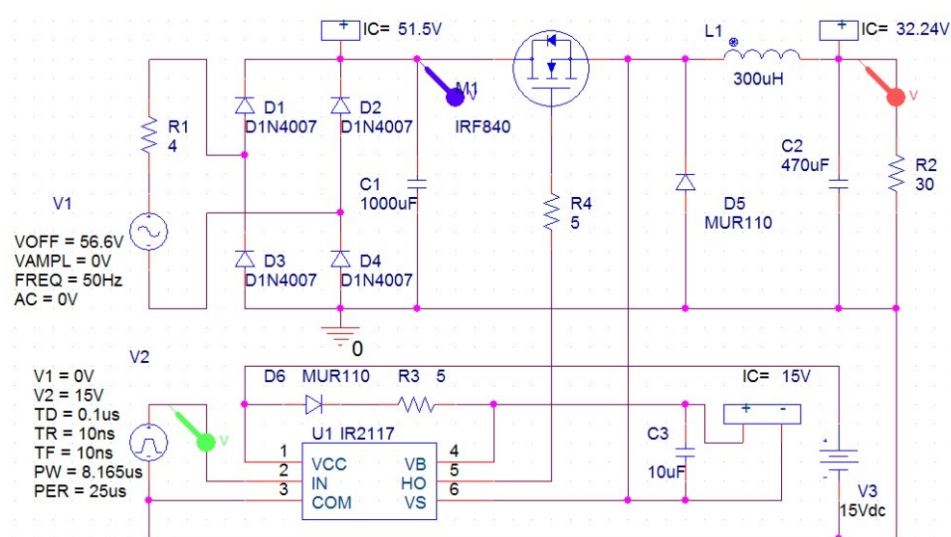 + IC= 51.5V
+ IC= 32.24V
L1
300uH
V
M1
V
IRF840
D1
D1N4007
D2
D1N4007
R1
4
C1
1000uF
C2
470uF
R2
30
R4
5
D5
MUR110
V1
VOFF = 56.6V
VAMPL = 0V
FREQ = 50Hz
AC = 0V
D3
D1N4007
D4
D1N4007
0
V2
V1 = 0V
V2 = 15V
TD = 0.1us
TR = 10ns
TF = 10ns
PW = 8.165us
PER = 25us
V
D6 MUR110 R3 5
IC= 15V
+ -
U1 IR2117
1 VCC VB 4
2 IN HO 5
3 COM VS 6
C3
10uF
V3
15Vdc